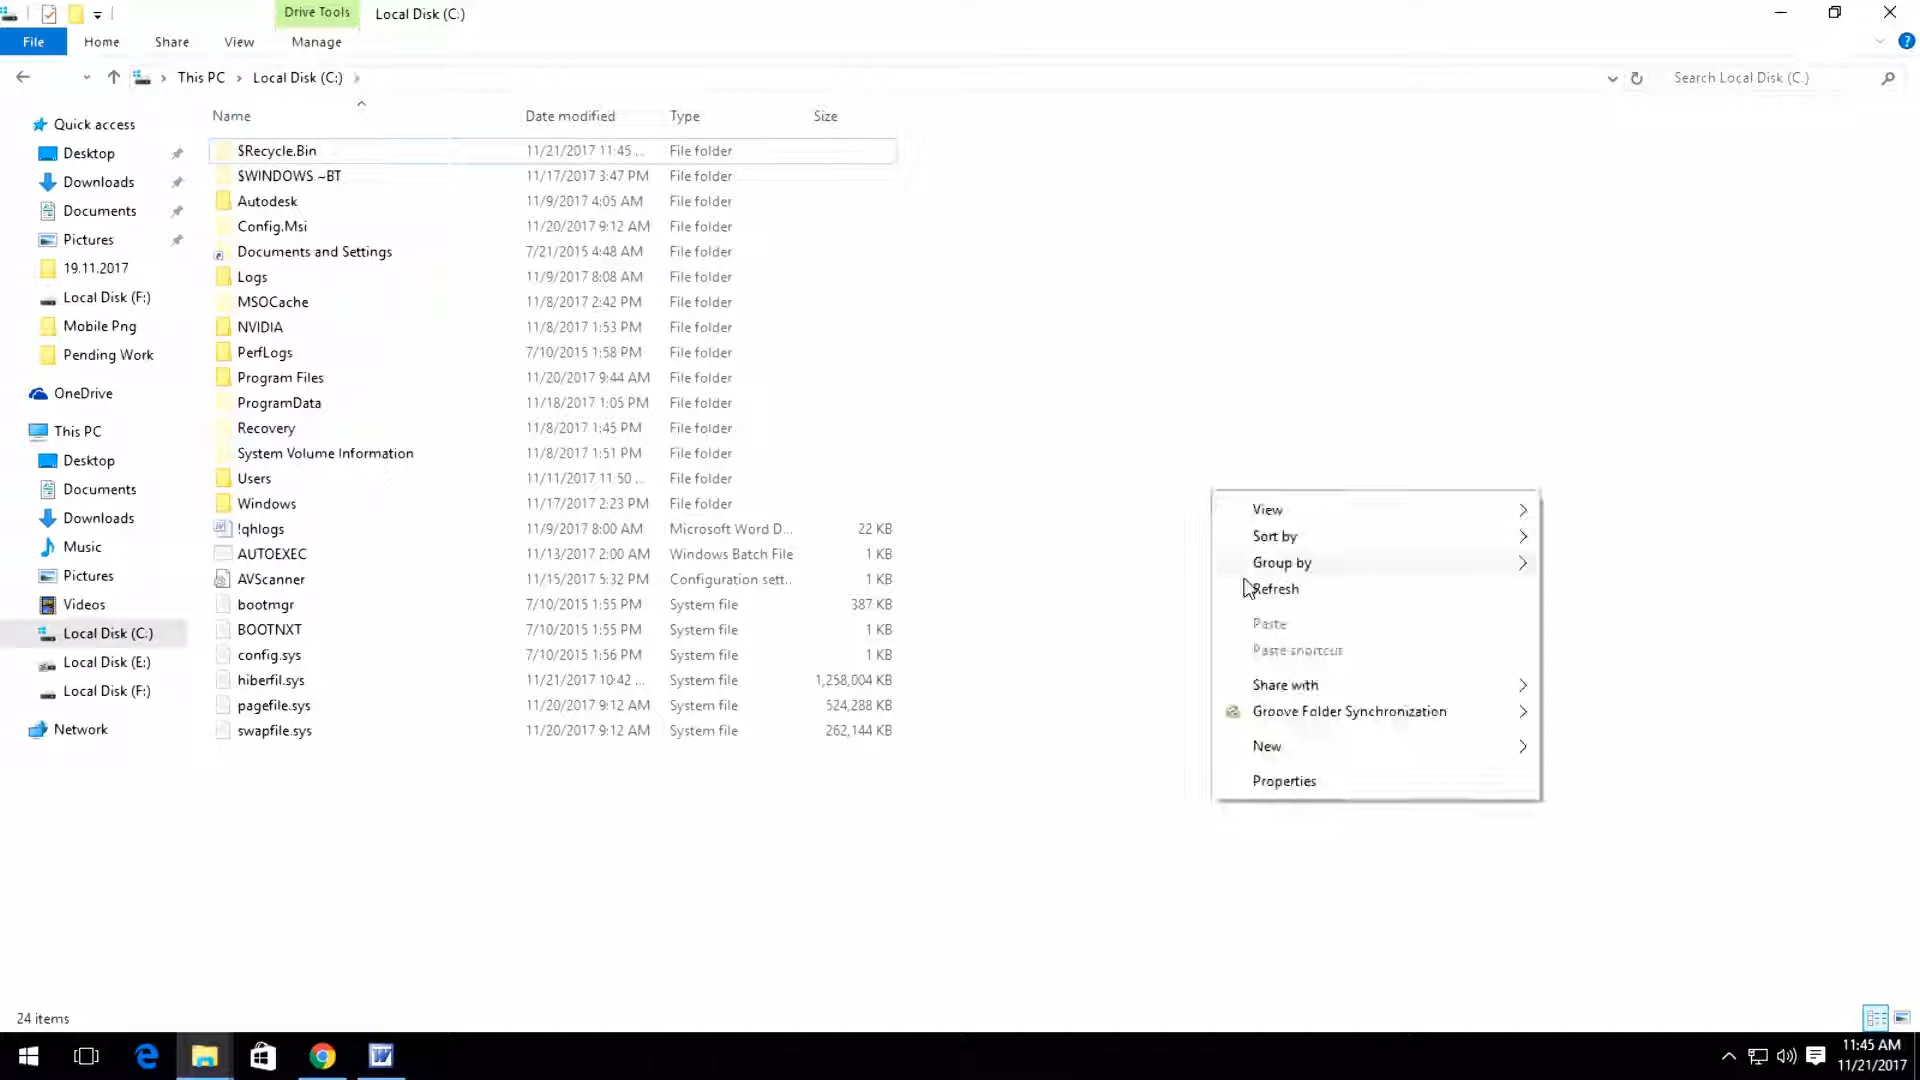 Drive Tools
Local Disk (C:)
File Home Share View Manage
This PC Local Disk (C:)
Search Local Disk (C:)
Name Date modified Type Size
Quick access
Desktop
Downloads
Documents
Pictures
19.11.2017
Local Disk (F:)
Mobile Png
Pending Work
OneDrive
This PC
Desktop
Documents
Downloads
Music
Pictures
Videos
Local Disk (C:)
Local Disk (E:)
Local Disk (F:)
Network
$Recycle.Bin 11/21/2017 11:45 ... File folder
$WINDOWS.~BT 11/17/2017 3:47 PM File folder
Autodesk 11/9/2017 4:05 AM File folder
Config.Msi 11/20/2017 9:12 AM File folder
Documents and Settings 7/21/2015 4:48 AM File folder
Logs 11/9/2017 8:08 AM File folder
MSOCache 11/8/2017 2:42 PM File folder
NVIDIA 11/8/2017 1:53 PM File folder
PerfLogs 7/10/2015 1:58 PM File folder
Program Files 11/20/2017 9:44 AM File folder
ProgramData 11/18/2017 1:05 PM File folder
Recovery 11/8/2017 1:45 PM File folder
System Volume Information 11/8/2017 1:51 PM File folder
Users 11/11/2017 11:50 ... File folder
Windows 11/17/2017 2:23 PM File folder
!qhlogs 11/9/2017 8:00 AM Microsoft Word D... 22 KB
AUTOEXEC 11/13/2017 2:00 AM Windows Batch File 1 KB
AVScanner 11/15/2017 5:32 PM Configuration sett... 1 KB
bootmgr 7/10/2015 1:55 PM System file 387 KB
BOOTNXT 7/10/2015 1:55 PM System file 1 KB
config.sys 7/10/2015 1:56 PM System file 1 KB
hiberfil.sys 11/21/2017 10:42 ... System file 1,258,004 KB
pagefile.sys 11/20/2017 9:12 AM System file 524,288 KB
swapfile.sys 11/20/2017 9:12 AM System file 262,144 KB
View
Sort by
Group by
Refresh
Paste
Paste shortcut
Share with
Groove Folder Synchronization
New
Properties
24 items
11:45 AM
11/21/2017